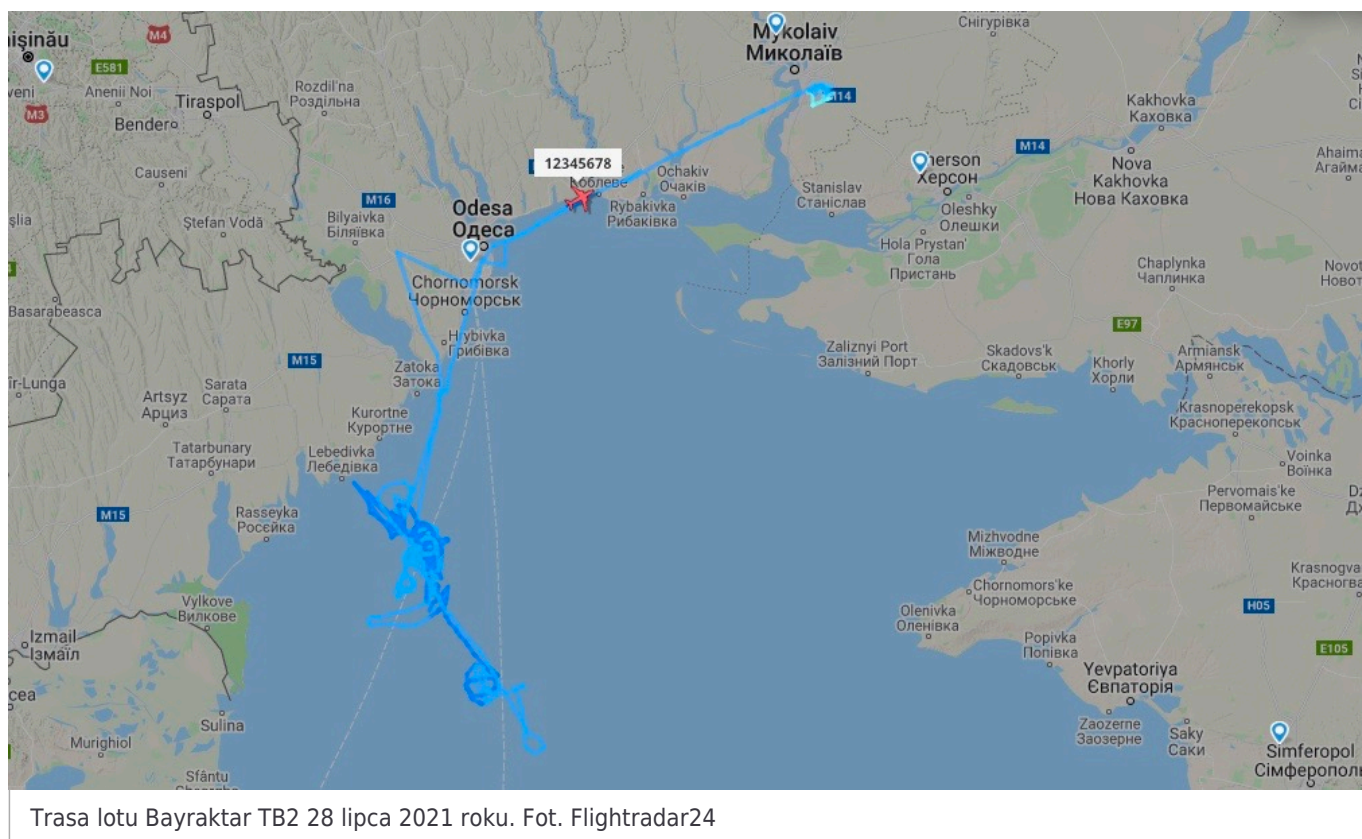 Mykolaiv
Миколаїв
Снігурівка
M4
E581
Anenii Noi
M3
Tiraspol
Bender
Rozdil'na
Роздільна
M14
Kakhovka
Каховка
12345678
Causeni
Ochakiv
Очаків
Коблеве
Rybakivka
Рибаківка
Stanislav
Станіслав
Херсон
M14
Nova
Kakhovka
Нова Каховка
M16
Bilyaivka
Біляївка
Odesa
Одеса
Ştefan Vodă
Oleshky
Олешки
Hola Prystan'
Гола
Пристань
Chaplynka
Чаплинка
Basarabeasca
Chornomorsk
Чорноморськ
Hrybivka
Грибівка
E97
M15
Zatoka
Затока
Zaliznyi Port
Залізний Порт
Skadovs'k
Скадовськ
Khorly
Хорли
Armiansk
Армянськ
Sarata
Сарата
Artsyz
Арциз
Kurortne
Курортне
Krasnoperekopsk
Красноперекопськ
Tatarbunary
Татарбунари
Lebedivka
Лебедівка
Voinka
Воїнка
M15
Rasseyka
Росєйка
Pervomais'ke
Первомайське
Mizhvodne
Міжводне
Chornomors'ke
Чорноморське
Vylkove
Вилкове
Olenivka
Оленівка
H05
Izmail
Ізмаїл
Popivka
Попівка
E105
Yevpatoriya
Євпаторія
Sulina
Zaozerne
Заозерне
Saky
Саки
Murighiol
Simferopol
Sfântu
Trasa lotu Bayraktar TB2 28 lipca 2021 roku. Fot. Flightradar24